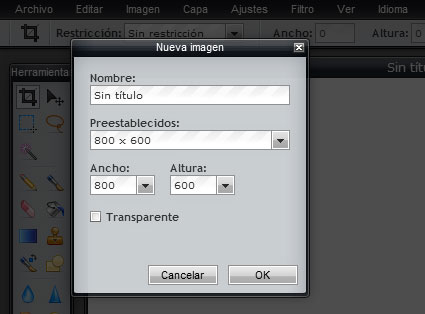 Archivo Editar Imagen Capa Ajustes Filtro Ver Idioma
Restricción: Sin restricción Ancho: 0 Altura: 0
Nueva imagen
Sin títu
Herramienta
Nombre:
Sin título
Preestablecidos:
800 x 600
Ancho: Altura:
800 600
Transparente
Cancelar OK